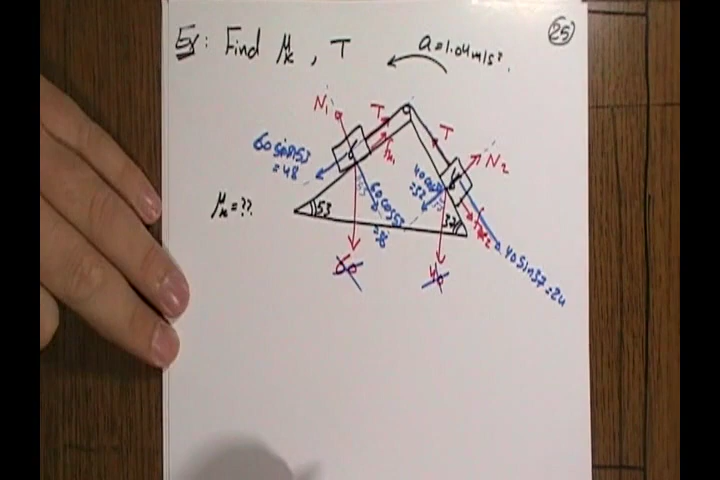 25
Ex: Find μk, T
a=1.04m/s²
N₁
T
T
N₂
60sin53
=48
fk₁
60cos53
=36
40cos37
=32
40sin37=24
μk=??
53
37
60
40